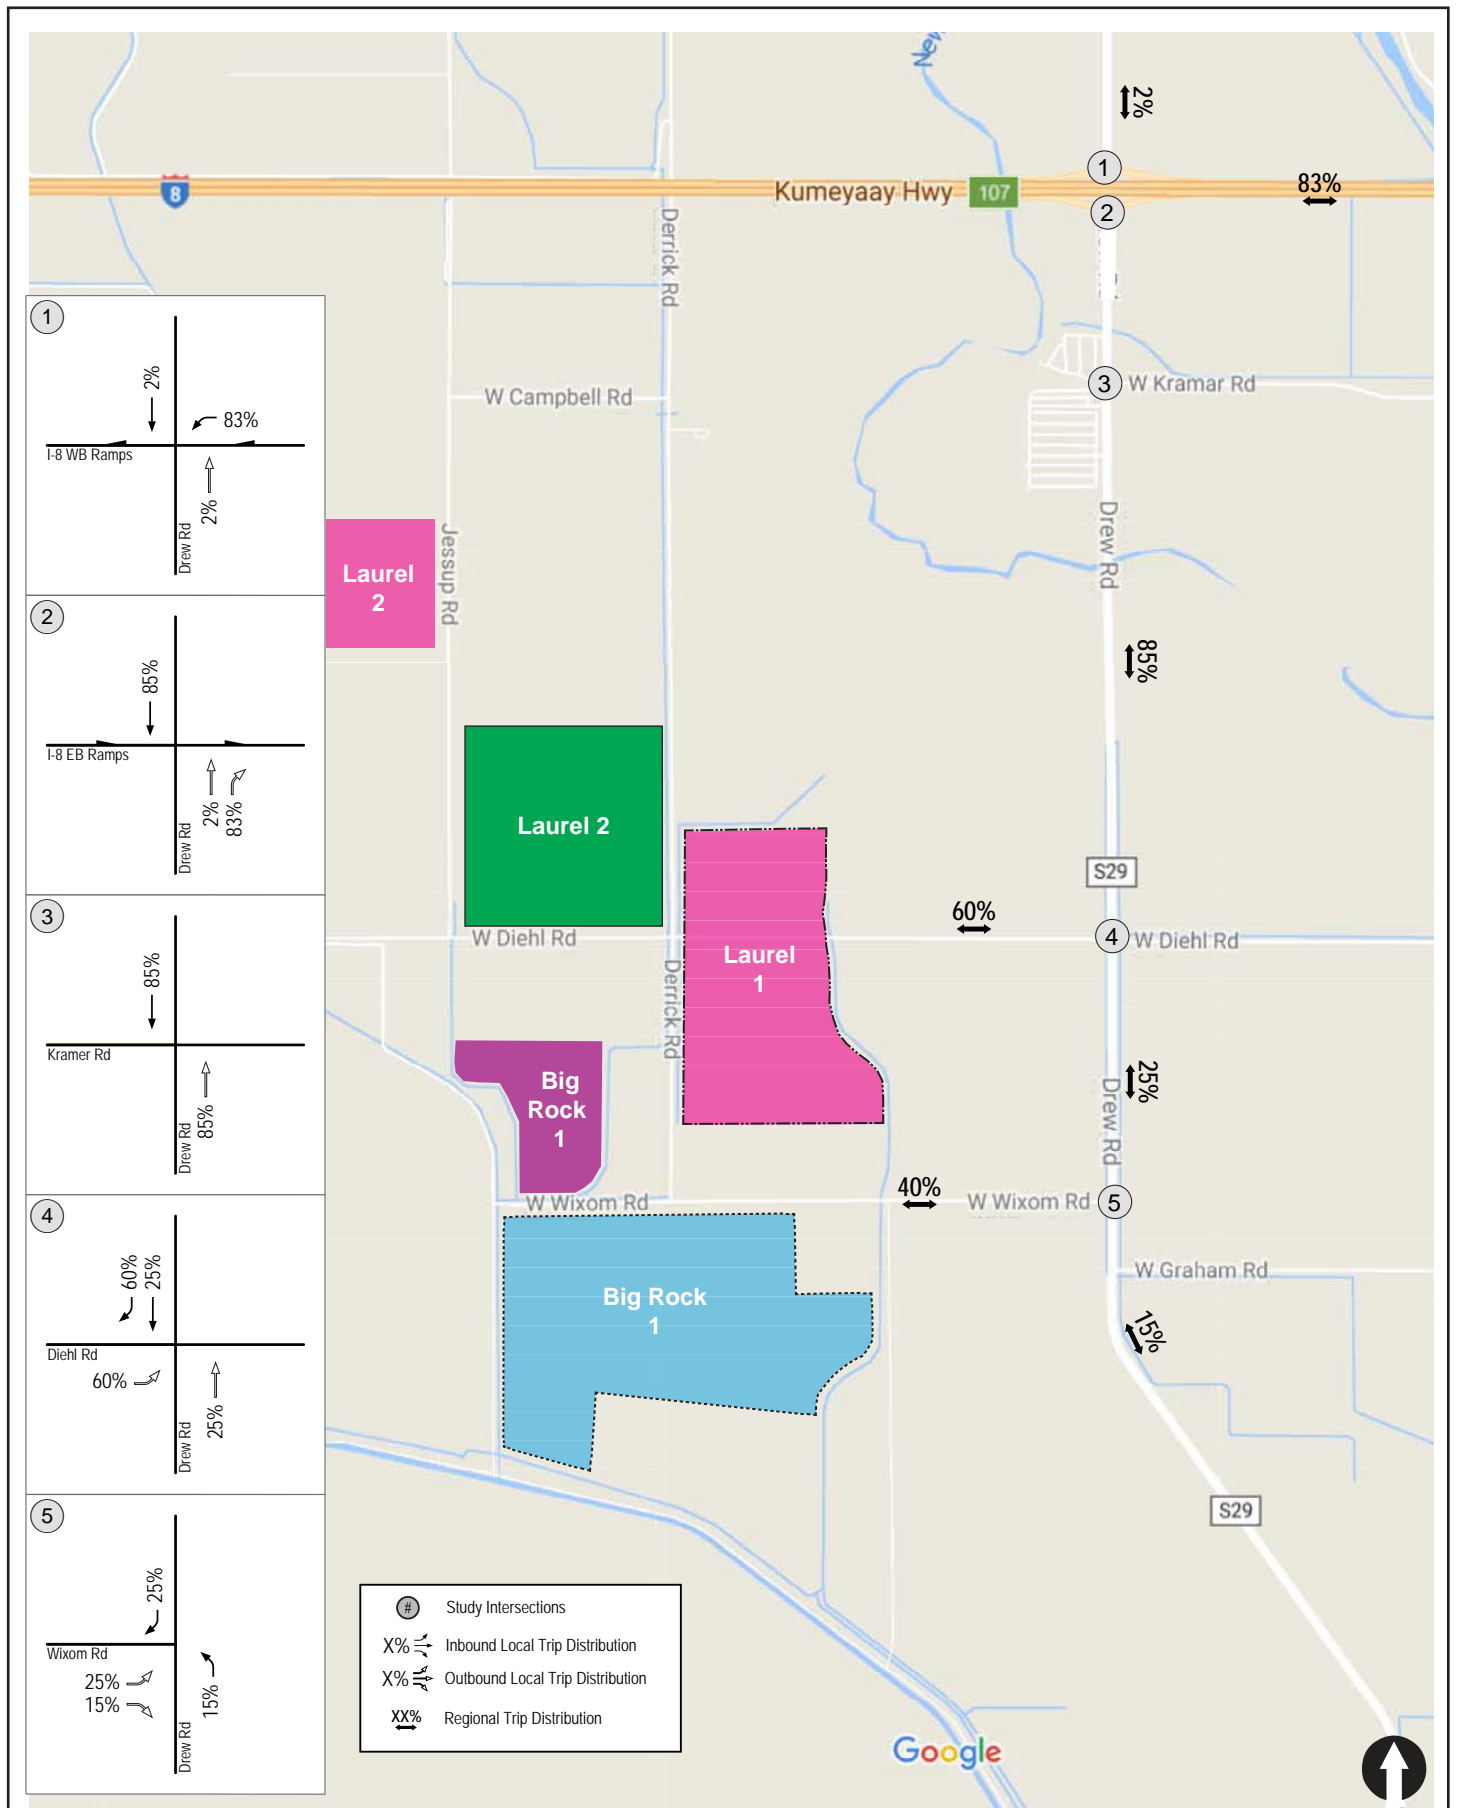 New
2%
1
8
Kumeyaay Hwy
107
83%
2
Derrick Rd
1
2%
83%
I-8 WB Ramps
2%
Drew Rd
W Campbell Rd
3
W Kramar Rd
Drew Rd
Laurel
2
Jessup Rd
2
85%
I-8 EB Ramps
2%
83%
Drew Rd
85%
Laurel 2
S29
3
85%
Kramer Rd
85%
Drew Rd
W Diehl Rd
60%
4
W Diehl Rd
Laurel
1
Derrick Rd
Big
Rock
1
25%
Drew Rd
W Wixom Rd
40%
W Wixom Rd
5
4
60%
25%
Diehl Rd
60%
25%
Drew Rd
Big Rock
1
W Graham Rd
15%
5
25%
Wixom Rd
25%
15%
15%
Drew Rd
S29
# Study Intersections
X% Inbound Local Trip Distribution
X% Outbound Local Trip Distribution
XX% Regional Trip Distribution
Google